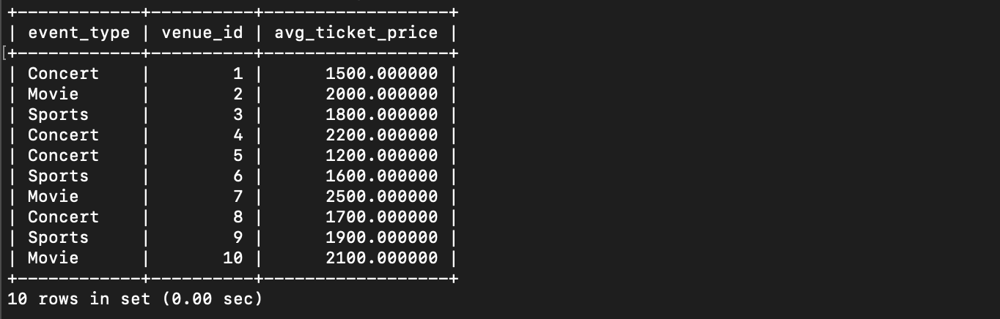 +------------+----------+------------------+
| event_type | venue_id | avg_ticket_price |
+------------+----------+------------------+
| Concert    |        1 |      1500.000000 |
| Movie      |        2 |      2000.000000 |
| Sports     |        3 |      1800.000000 |
| Concert    |        4 |      2200.000000 |
| Concert    |        5 |      1200.000000 |
| Sports     |        6 |      1600.000000 |
| Movie      |        7 |      2500.000000 |
| Concert    |        8 |      1700.000000 |
| Sports     |        9 |      1900.000000 |
| Movie      |       10 |      2100.000000 |
+------------+----------+------------------+
10 rows in set (0.00 sec)